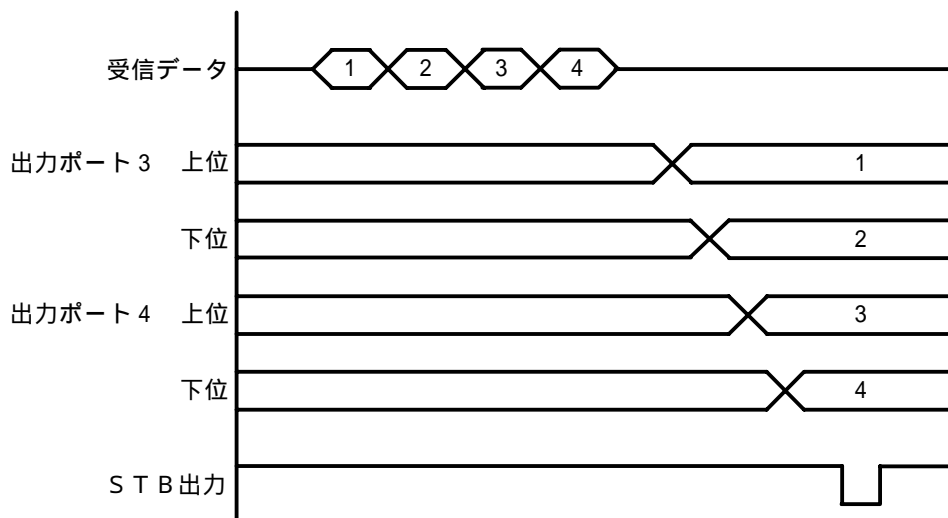 受信データ 1 2 3 4
出力ポート3 上位 1
下位 2
出力ポート4 上位 3
下位 4
ＳＴＢ出力